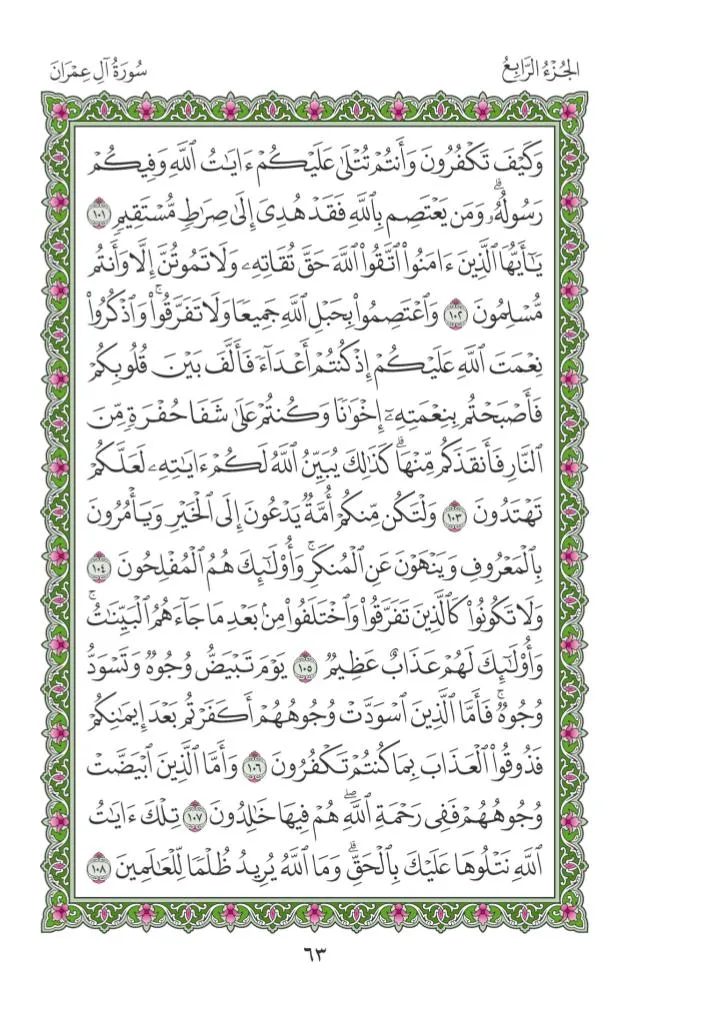 الجُزْءُ الرَّابِعُ
سُورَةُ آلِ عِمْرَانَ
وَكَيْفَ تَكْفُرُونَ وَأَنتُمْ تُتْلَىٰ عَلَيْكُمْ ءَايَٰتُ ٱللَّهِ وَفِيكُمْ
رَسُولُهُۥۗ وَمَن يَعْتَصِم بِٱللَّهِ فَقَدْ هُدِىَ إِلَىٰ صِرَٰطٍ مُّسْتَقِيمٍ ١٠١
يَٰٓأَيُّهَا ٱلَّذِينَ ءَامَنُوا۟ ٱتَّقُوا۟ ٱللَّهَ حَقَّ تُقَاتِهِۦ وَلَا تَمُوتُنَّ إِلَّا وَأَنتُم
مُّسْلِمُونَ ١٠٢ وَٱعْتَصِمُوا۟ بِحَبْلِ ٱللَّهِ جَمِيعًا وَلَا تَفَرَّقُوا۟ۚ وَٱذْكُرُوا۟
نِعْمَتَ ٱللَّهِ عَلَيْكُمْ إِذْ كُنتُمْ أَعْدَآءً فَأَلَّفَ بَيْنَ قُلُوبِكُمْ
فَأَصْبَحْتُم بِنِعْمَتِهِۦٓ إِخْوَٰنًا وَكُنتُمْ عَلَىٰ شَفَا حُفْرَةٍ مِّنَ
ٱلنَّارِ فَأَنقَذَكُم مِّنْهَاۗ كَذَٰلِكَ يُبَيِّنُ ٱللَّهُ لَكُمْ ءَايَٰتِهِۦ لَعَلَّكُمْ
تَهْتَدُونَ ١٠٣ وَلْتَكُن مِّنكُمْ أُمَّةٌ يَدْعُونَ إِلَى ٱلْخَيْرِ وَيَأْمُرُونَ
بِٱلْمَعْرُوفِ وَيَنْهَوْنَ عَنِ ٱلْمُنكَرِۚ وَأُو۟لَٰٓئِكَ هُمُ ٱلْمُفْلِحُونَ ١٠٤
وَلَا تَكُونُوا۟ كَٱلَّذِينَ تَفَرَّقُوا۟ وَٱخْتَلَفُوا۟ مِنۢ بَعْدِ مَا جَآءَهُمُ ٱلْبَيِّنَٰتُۚ
وَأُو۟لَٰٓئِكَ لَهُمْ عَذَابٌ عَظِيمٌ ١٠٥ يَوْمَ تَبْيَضُّ وُجُوهٌ وَتَسْوَدُّ
وُجُوهٌۚ فَأَمَّا ٱلَّذِينَ ٱسْوَدَّتْ وُجُوهُهُمْ أَكَفَرْتُم بَعْدَ إِيمَٰنِكُمْ
فَذُوقُوا۟ ٱلْعَذَابَ بِمَا كُنتُمْ تَكْفُرُونَ ١٠٦ وَأَمَّا ٱلَّذِينَ ٱبْيَضَّتْ
وُجُوهُهُمْ فَفِى رَحْمَةِ ٱللَّهِۖ هُمْ فِيهَا خَٰلِدُونَ ١٠٧ تِلْكَ ءَايَٰتُ
ٱللَّهِ نَتْلُوهَا عَلَيْكَ بِٱلْحَقِّۗ وَمَا ٱللَّهُ يُرِيدُ ظُلْمًا لِّلْعَٰلَمِينَ ١٠٨
٦٣